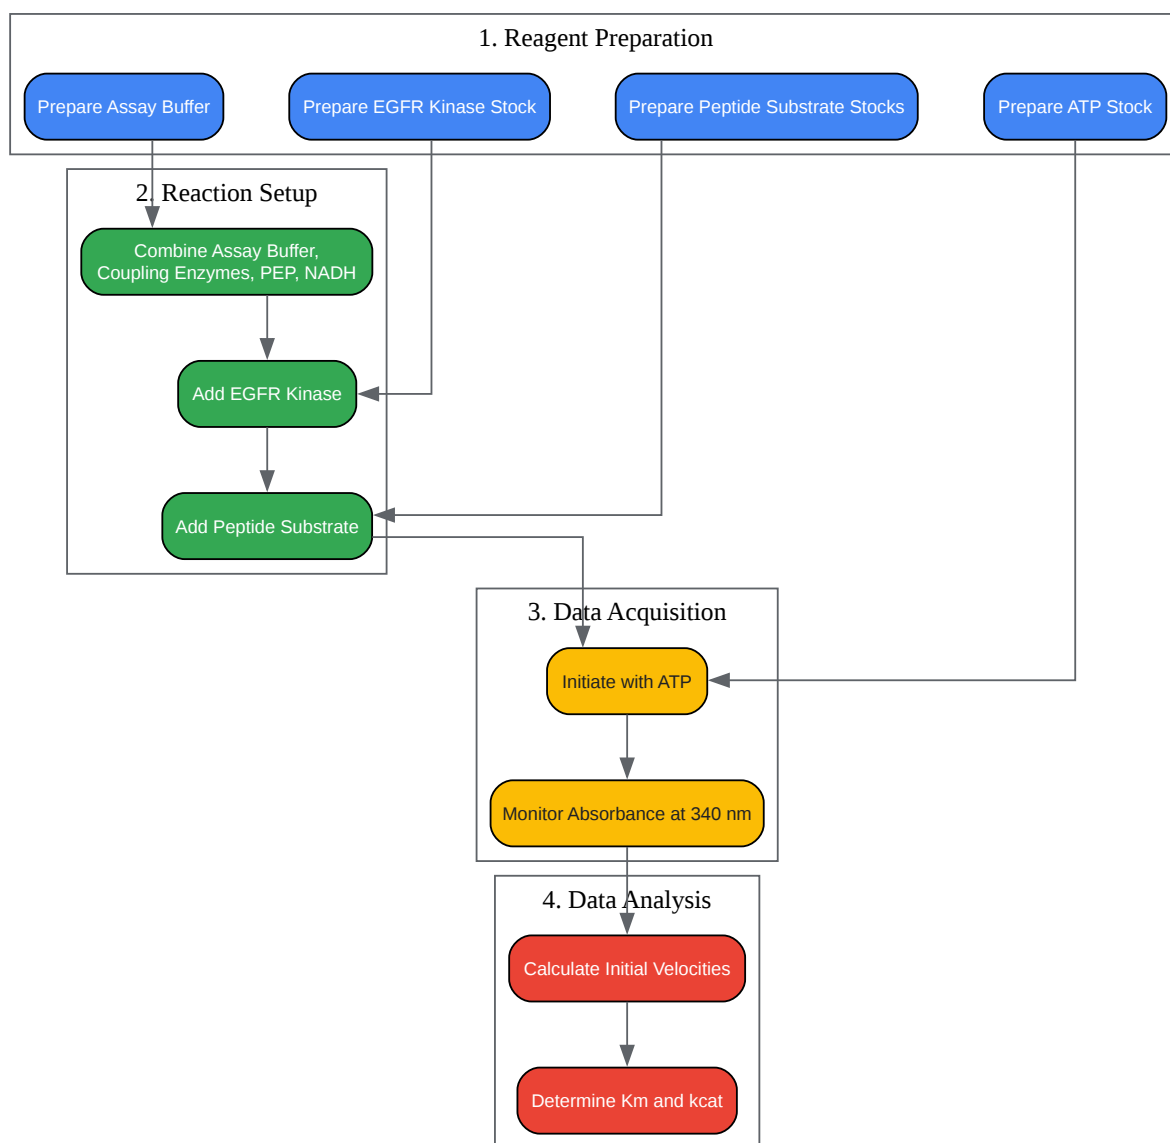 1. Reagent Preparation
Prepare Assay Buffer
Prepare EGFR Kinase Stock
Prepare Peptide Substrate Stocks
Prepare ATP Stock
2. Reaction Setup
Combine Assay Buffer,
Coupling Enzymes, PEP, NADH
Add EGFR Kinase
Add Peptide Substrate
3. Data Acquisition
Initiate with ATP
Monitor Absorbance at 340 nm
4. Data Analysis
Calculate Initial Velocities
Determine Km and kcat